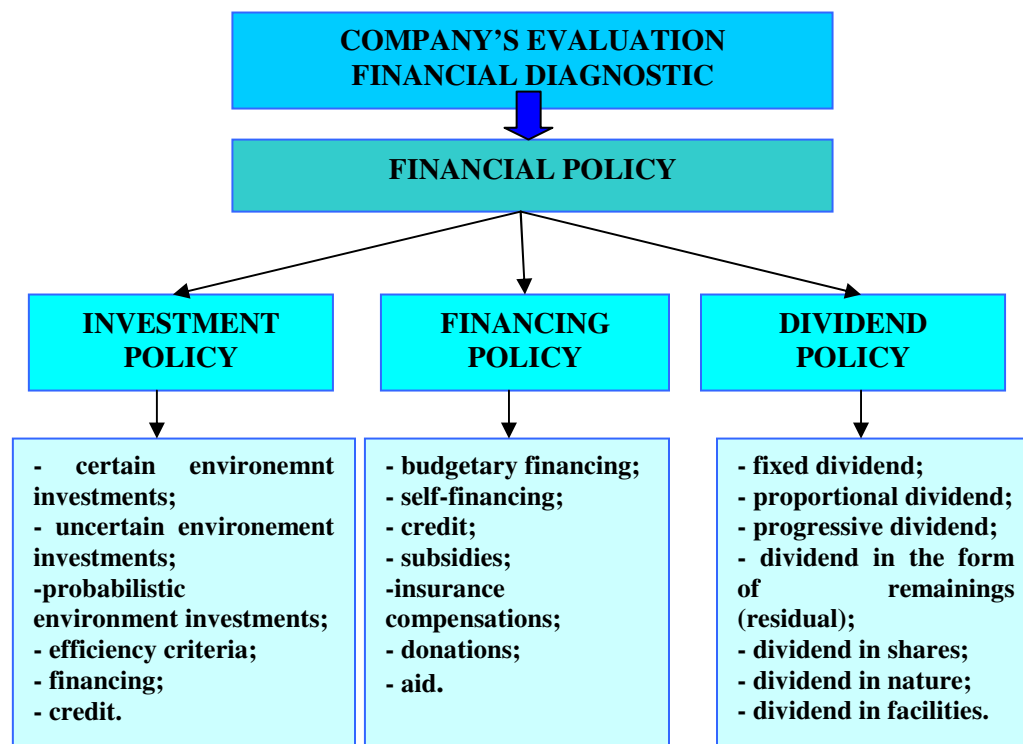 COMPANY'S EVALUATION
FINANCIAL DIAGNOSTIC
FINANCIAL POLICY
INVESTMENT
POLICY
- certain environemnt
investments;
- uncertain environement
investments;
-probabilistic
environment investments;
- efficiency criteria;
- financing;
- credit.
FINANCING
POLICY
- budgetary financing;
- self-financing;
- credit;
- subsidies;
-insurance
compensations;
- donations;
- aid.
DIVIDEND
POLICY
- fixed dividend;
- proportional dividend;
- progressive dividend;
- dividend in the form
of remainings
(residual);
- dividend in shares;
- dividend in nature;
- dividend in facilities.